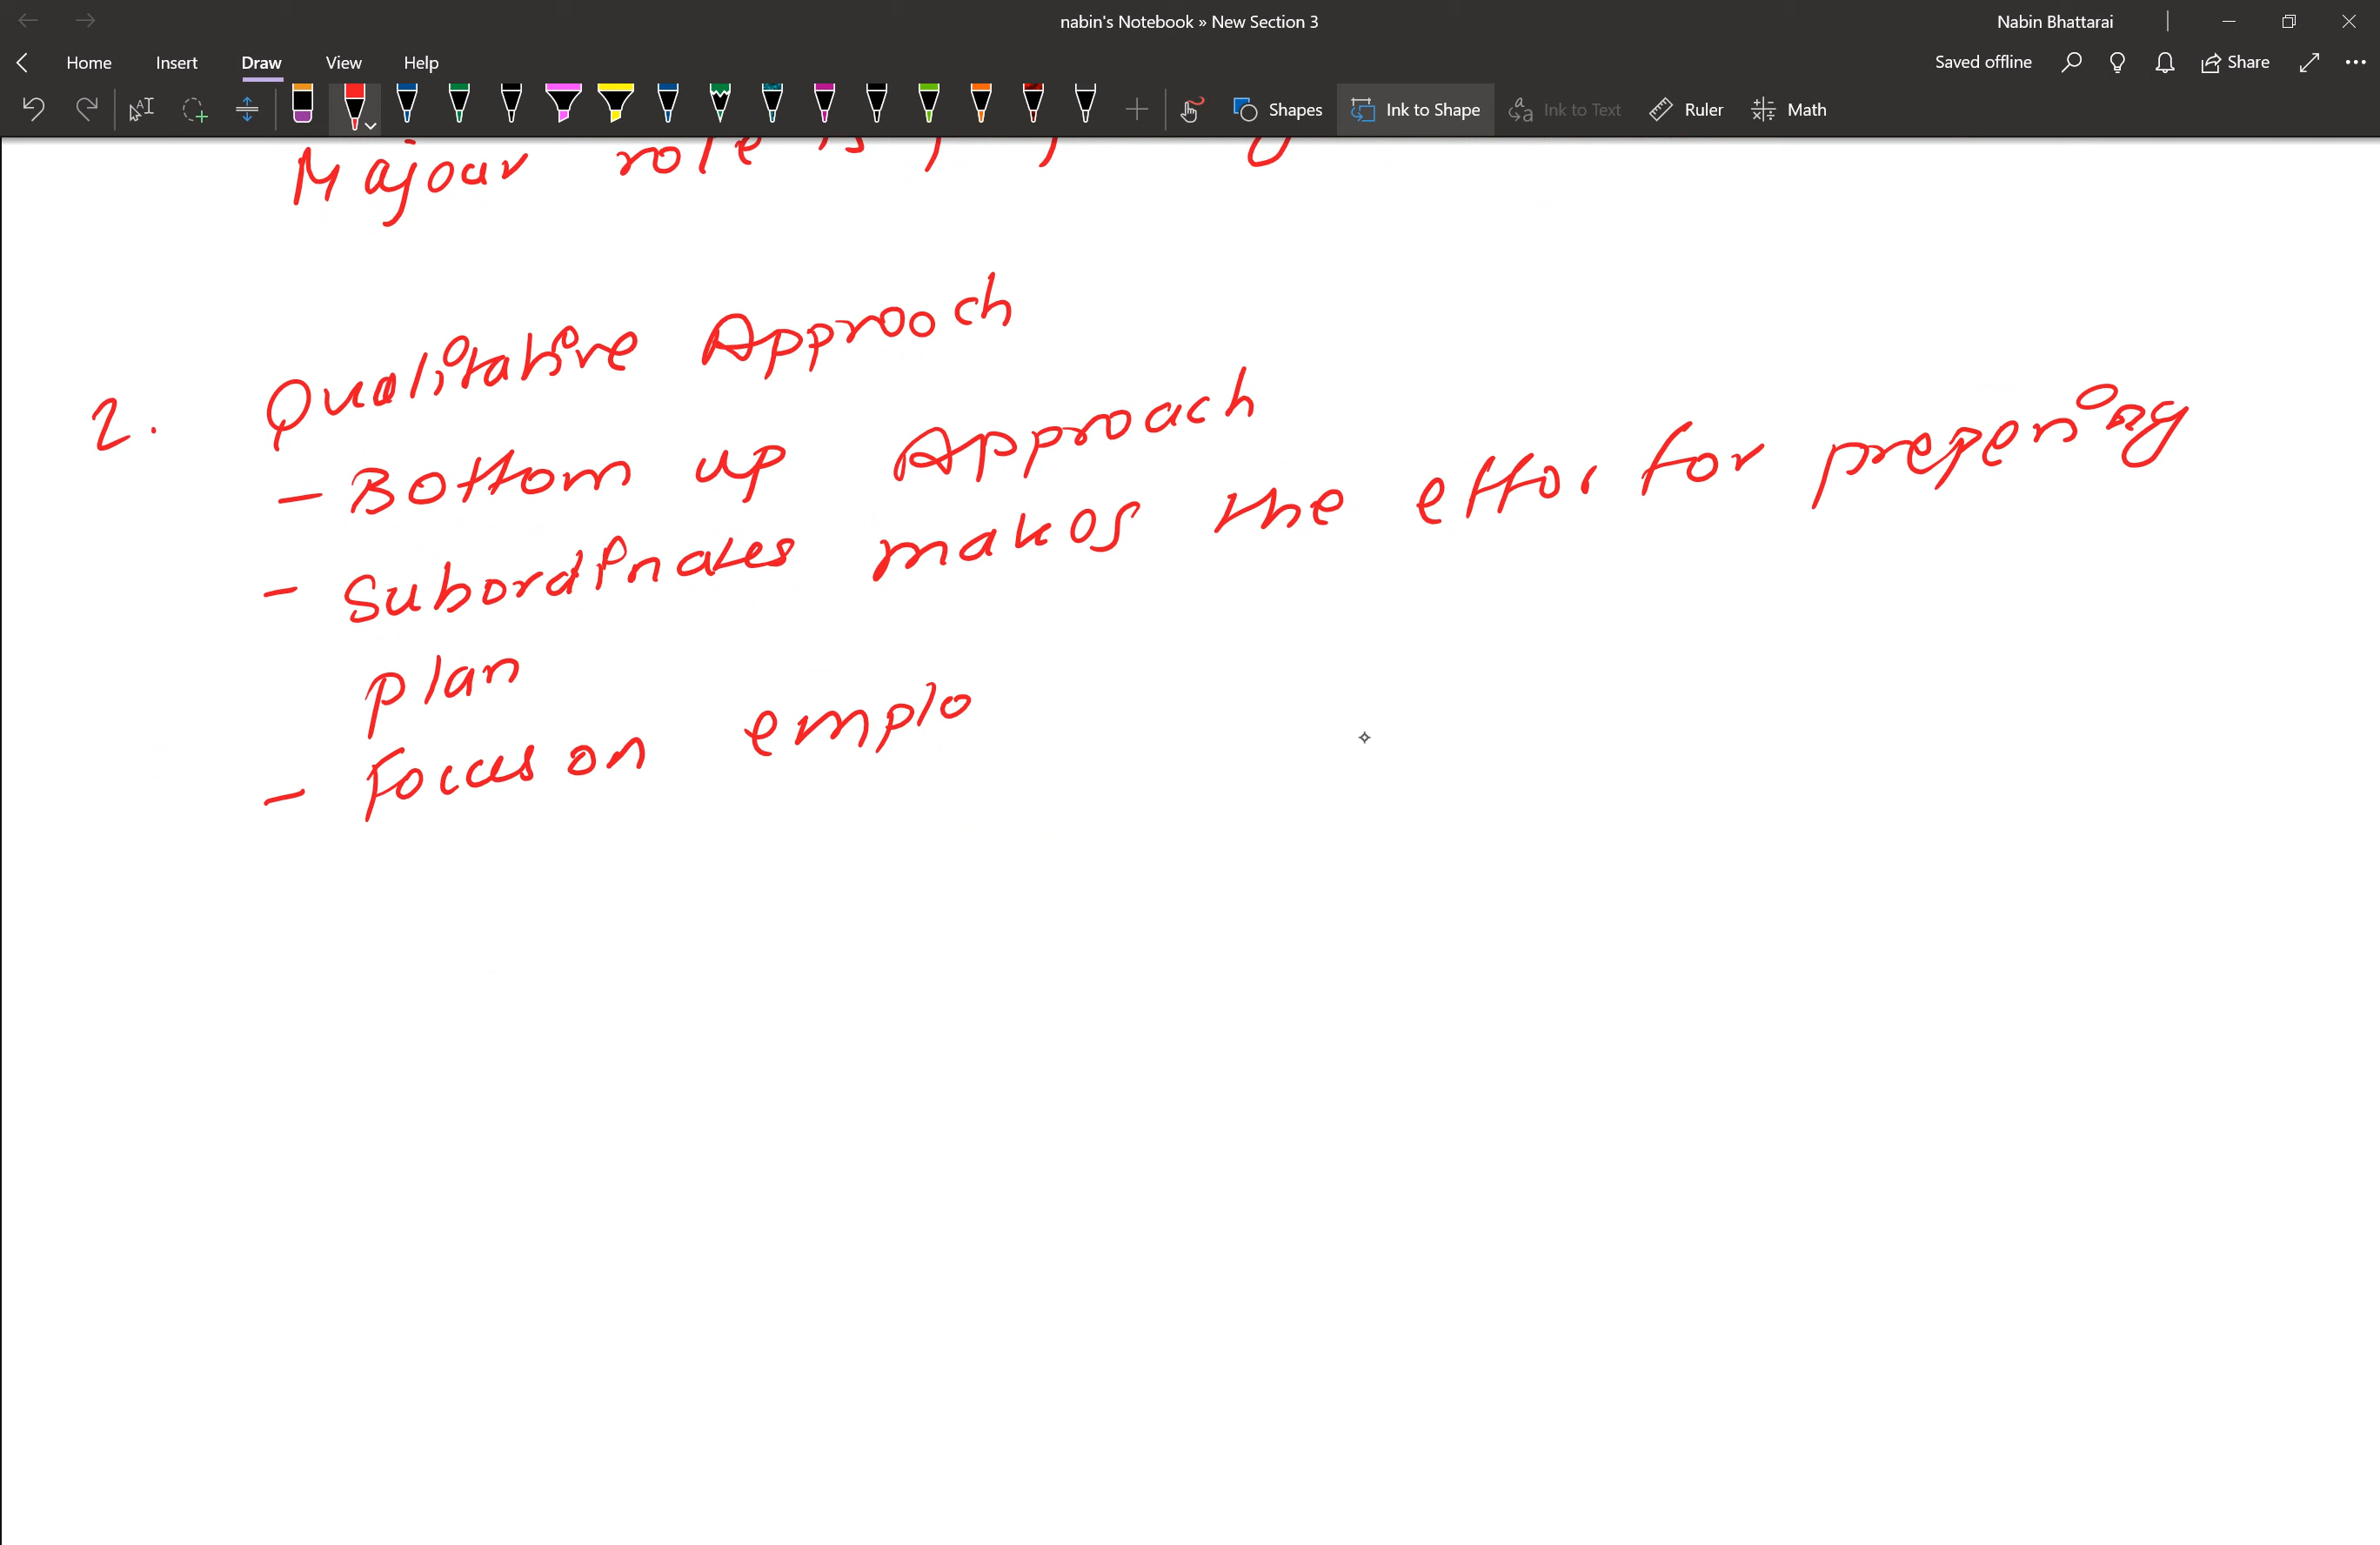 nabin's Notebook » New Section 3
Nabin Bhattarai
Home Insert Draw View Help
Saved offline
Share
Shapes
Ink to Shape
Ink to Text
Ruler
Math
Majour role is
2. Qualitative Approach
- Bottom up Approach
- Subordinates makes the for
plan
- Focus on emplo